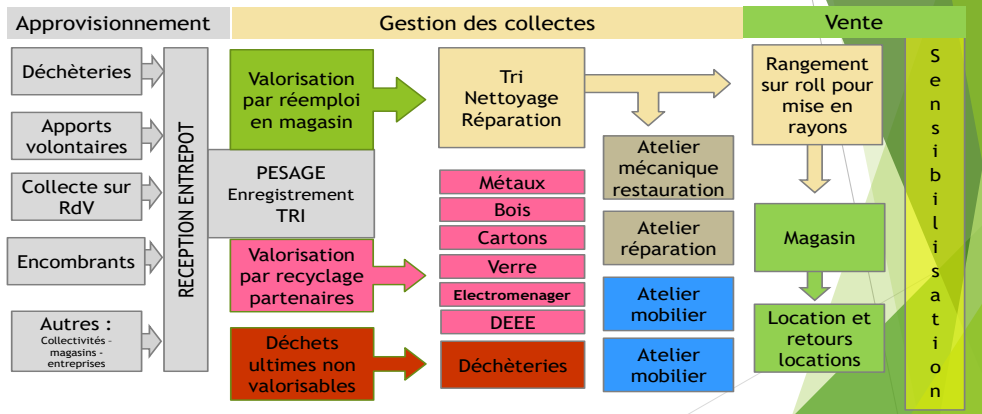 Approvisionnement
Gestion des collectes
Vente
Déchèteries
Apports
volontaires
Collecte sur
RdV
Encombrants
Autres :
Collectivités -
magasins -
entreprises
RECEPTION ENTREPOT
Valorisation
par réemploi
en magasin
PESAGE
Enregistrement
TRI
Valorisation
par recyclage
partenaires
Déchets
ultimes non
valorisables
Tri
Nettoyage
Réparation
Métaux
Bois
Cartons
Verre
Electromenager
DEEE
Déchèteries
Atelier
mécanique
restauration
Atelier
réparation
Atelier
mobilier
Atelier
mobilier
Rangement
sur roll pour
mise en
rayons
Magasin
Location et
retours
locations
Sensibilisation